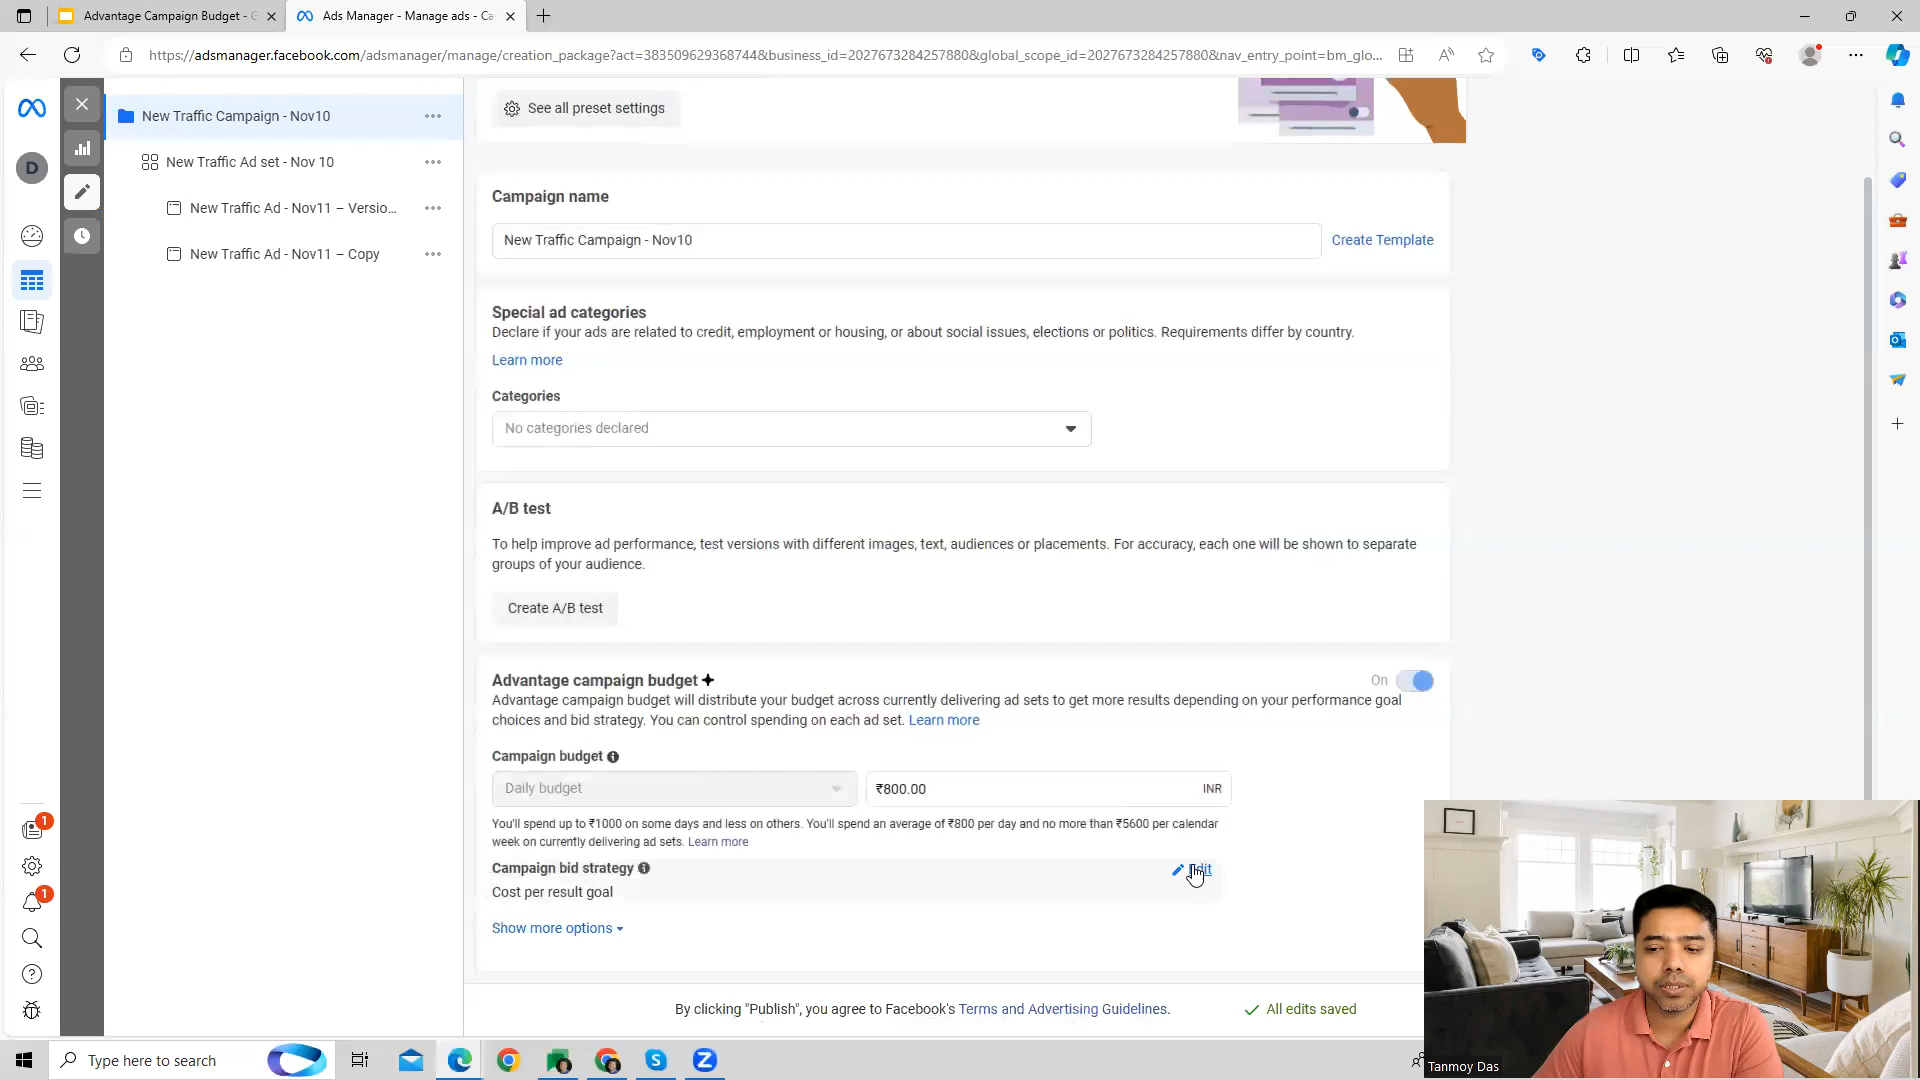 Advantage Campaign Budget - G
Ads Manager - Manage ads - Ca
https://adsmanager.facebook.com/adsmanager/manage/creation_package?act=383509629368744&business_id=2027673284257880&global_scope_id=2027673284257880&nav_entry_point=bm_glo...
New Traffic Campaign - Nov10
New Traffic Ad set - Nov 10
New Traffic Ad - Nov11 – Versio...
New Traffic Ad - Nov11 – Copy
D
1
1
See all preset settings
Campaign name
New Traffic Campaign - Nov10
Create Template
Special ad categories
Declare if your ads are related to credit, employment or housing, or about social issues, elections or politics. Requirements differ by country.
Learn more
Categories
No categories declared
A/B test
To help improve ad performance, test versions with different images, text, audiences or placements. For accuracy, each one will be shown to separate
groups of your audience.
Create A/B test
Advantage campaign budget
On
Advantage campaign budget will distribute your budget across currently delivering ad sets to get more results depending on your performance goal
choices and bid strategy. You can control spending on each ad set. Learn more
Campaign budget
Daily budget
₹800.00
INR
You'll spend up to ₹1000 on some days and less on others. You'll spend an average of ₹800 per day and no more than ₹5600 per calendar
week on currently delivering ad sets. Learn more
Campaign bid strategy
Edit
Cost per result goal
Show more options
By clicking "Publish", you agree to Facebook's Terms and Advertising Guidelines.
All edits saved
Type here to search
Tanmoy Das